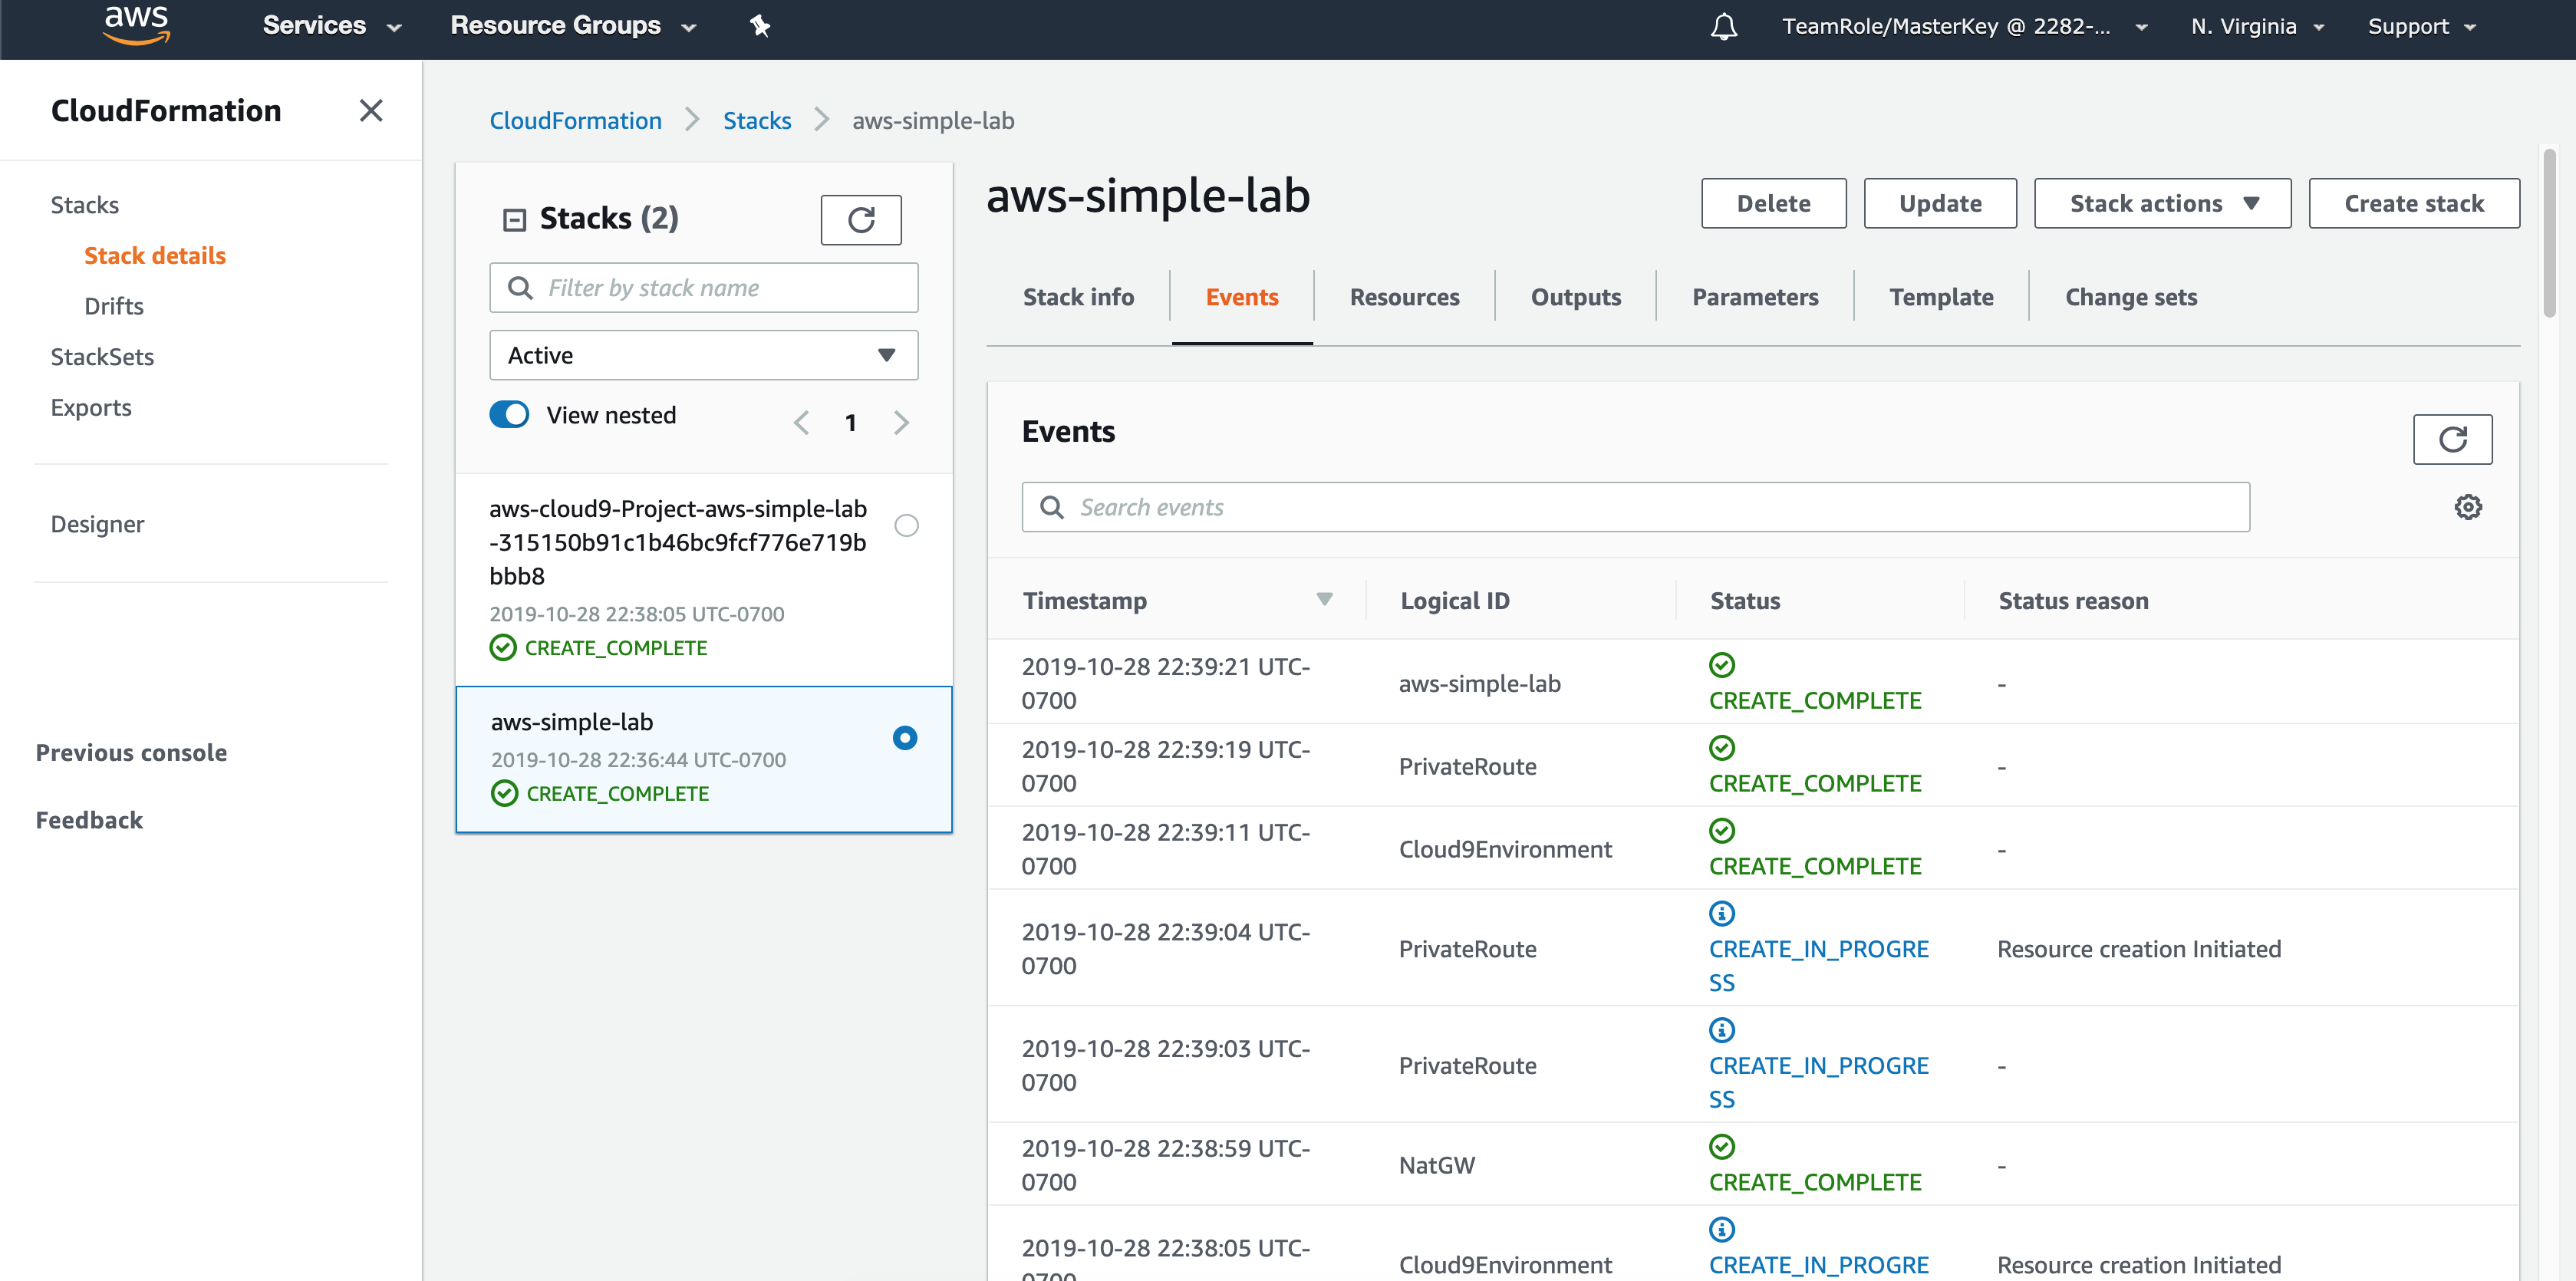 aws
Services
Resource Groups
TeamRole/MasterKey @ 2282-...
N. Virginia
Support
CloudFormation
Stacks
Stack details
Drifts
StackSets
Exports
Designer
Previous console
Feedback
CloudFormation
Stacks
aws-simple-lab
Stacks (2)
Filter by stack name
Active
View nested
1
aws-cloud9-Project-aws-simple-lab
-315150b91c1b46bc9fcf776e719b
bbb8
2019-10-28 22:38:05 UTC-0700
CREATE_COMPLETE
aws-simple-lab
2019-10-28 22:36:44 UTC-0700
CREATE_COMPLETE
aws-simple-lab
Delete
Update
Stack actions
Create stack
Stack info
Events
Resources
Outputs
Parameters
Template
Change sets
Events
Search events
Timestamp
Logical ID
Status
Status reason
2019-10-28 22:39:21 UTC-
0700
aws-simple-lab
CREATE_COMPLETE
-
2019-10-28 22:39:19 UTC-
0700
PrivateRoute
CREATE_COMPLETE
-
2019-10-28 22:39:11 UTC-
0700
Cloud9Environment
CREATE_COMPLETE
-
2019-10-28 22:39:04 UTC-
0700
PrivateRoute
CREATE_IN_PROGRE
SS
Resource creation Initiated
2019-10-28 22:39:03 UTC-
0700
PrivateRoute
CREATE_IN_PROGRE
SS
-
2019-10-28 22:38:59 UTC-
0700
NatGW
CREATE_COMPLETE
-
2019-10-28 22:38:05 UTC-
0700
Cloud9Environment
CREATE_IN_PROGRE
Resource creation Initiated